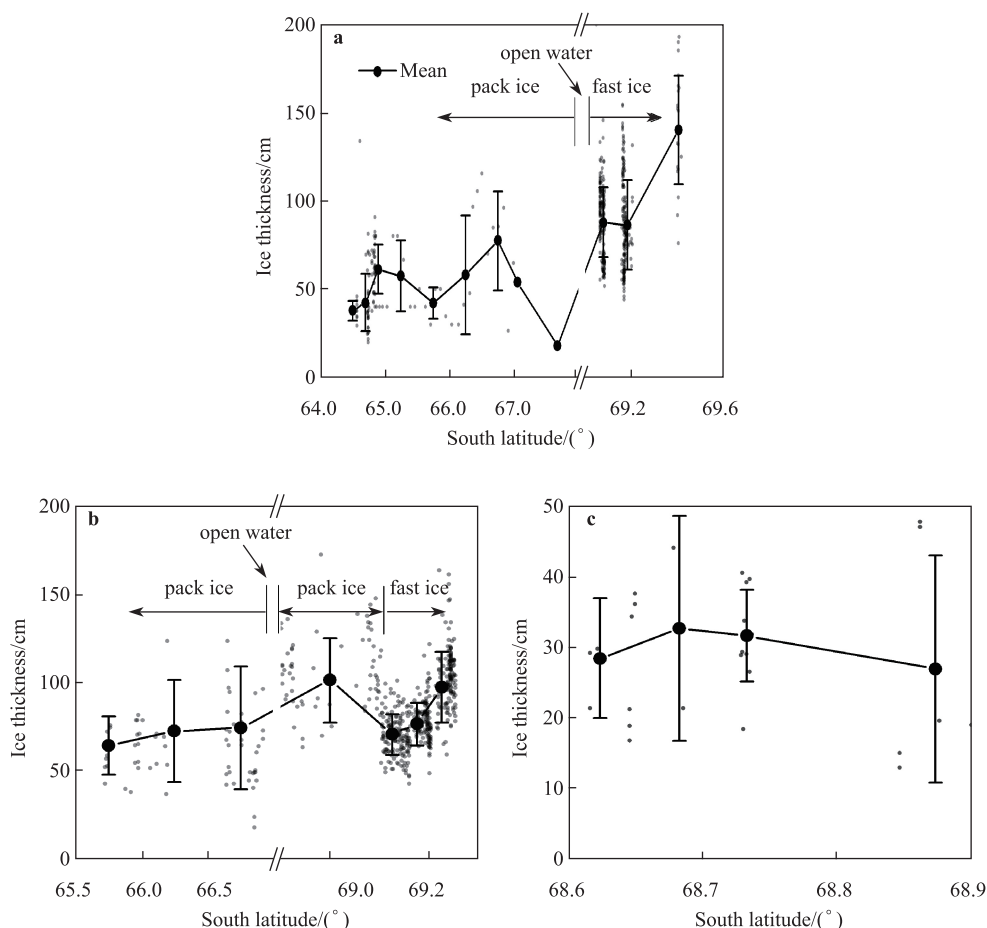 200
a
open water
Mean
pack ice
fast ice
150
100
50
0
Ice thickness/cm
64.0 65.0 66.0 67.0 69.2 69.6
South latitude/(°)
200
b
open water
pack ice
pack ice
fast ice
150
100
50
0
Ice thickness/cm
65.5 66.0 66.5 69.0 69.2
South latitude/(°)
50
c
40
30
20
10
0
Ice thickness/cm
68.6 68.7 68.8 68.9
South latitude/(°)